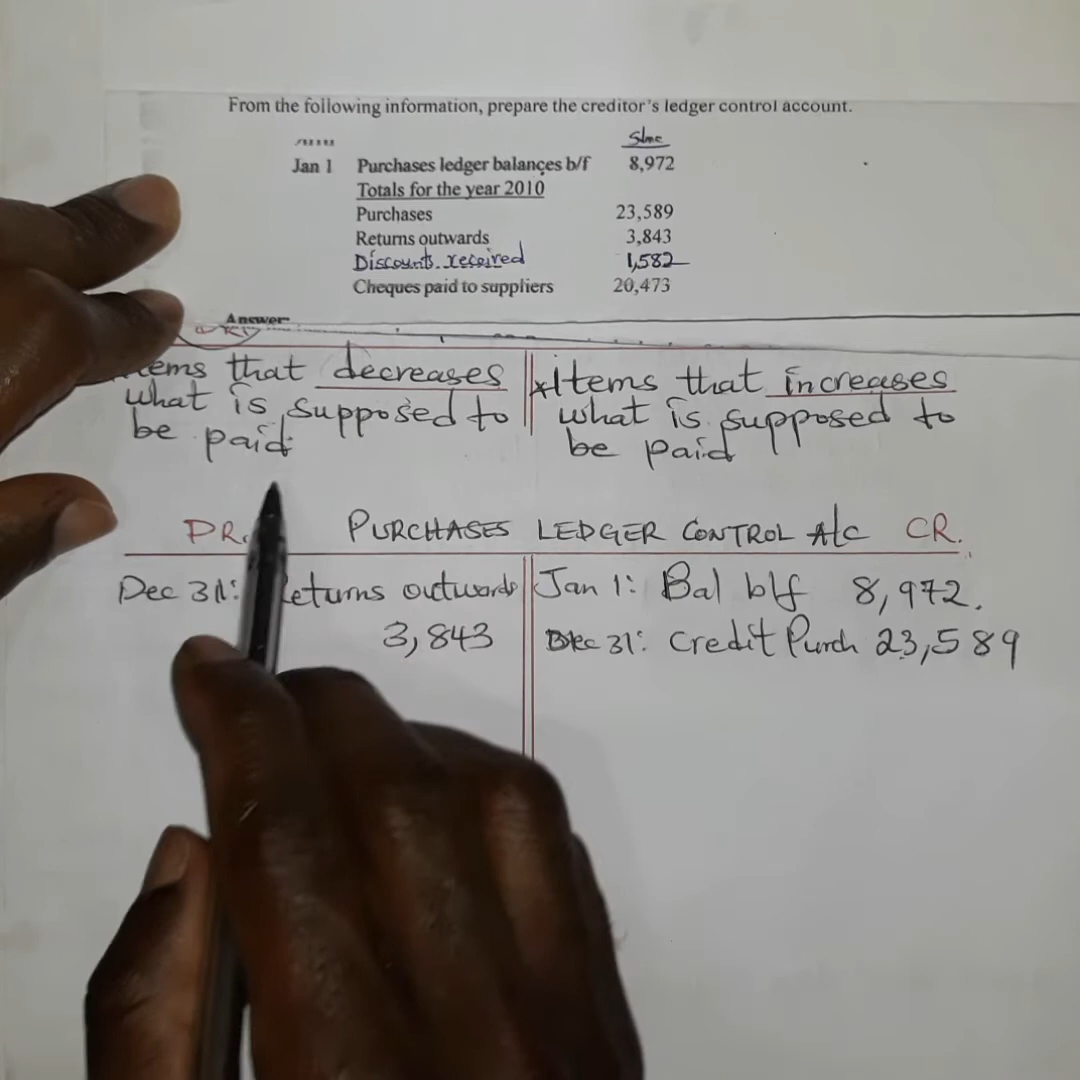 From the following information, prepare the creditor's ledger control account.
Slmc
Jan 1 Purchases ledger balances b/f 8,972
Totals for the year 2010
Purchases 23,589
Returns outwards 3,843
Discounts received 1,582
Cheques paid to suppliers 20,473
Answer
that decreases
what is supposed to
be paid
*Items that increases
what is supposed to
be paid
DR. PURCHASES LEDGER CONTROL A/c CR.
Dec 31: Returns outwards
3,843
Jan 1: Bal b/f 8,972.
Dec 31: Credit Purch 23,589